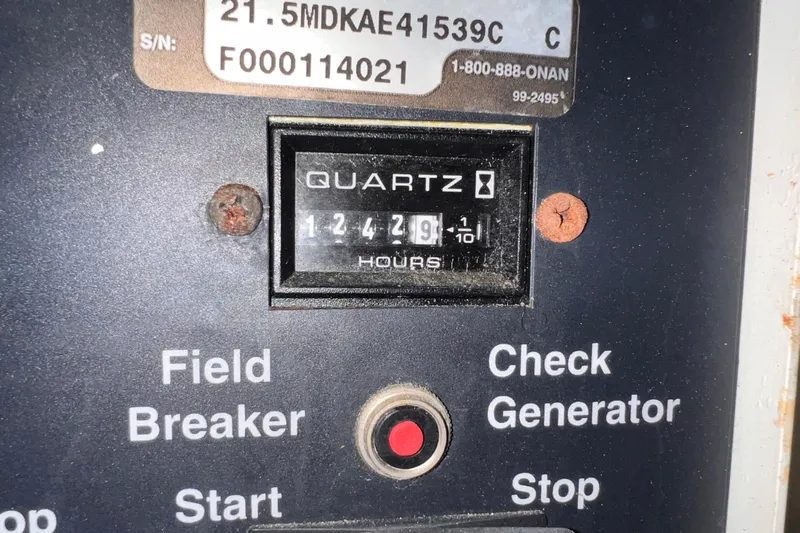 21.5MDKAE41539C C
S/N: F000114021
1-800-888-ONAN
99-2495
QUARTZ
1 2 4 2 9 1/10
HOURS
Field Breaker
Check Generator
Start
Stop
op